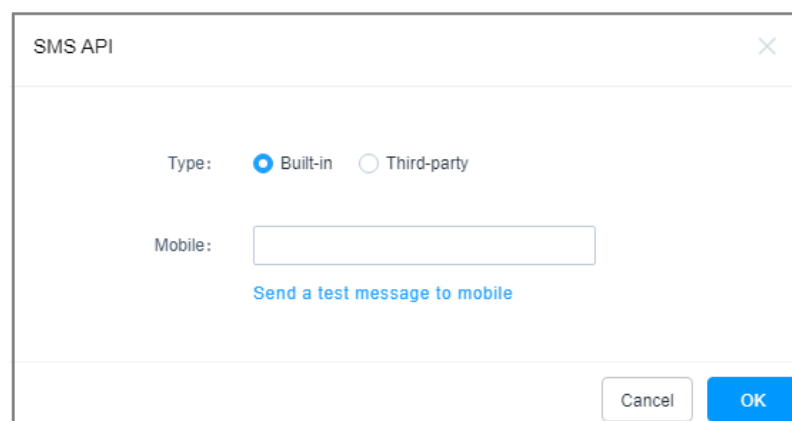 SMS API
Type: Built-in Third-party
Mobile:
Send a test message to mobile
Cancel OK